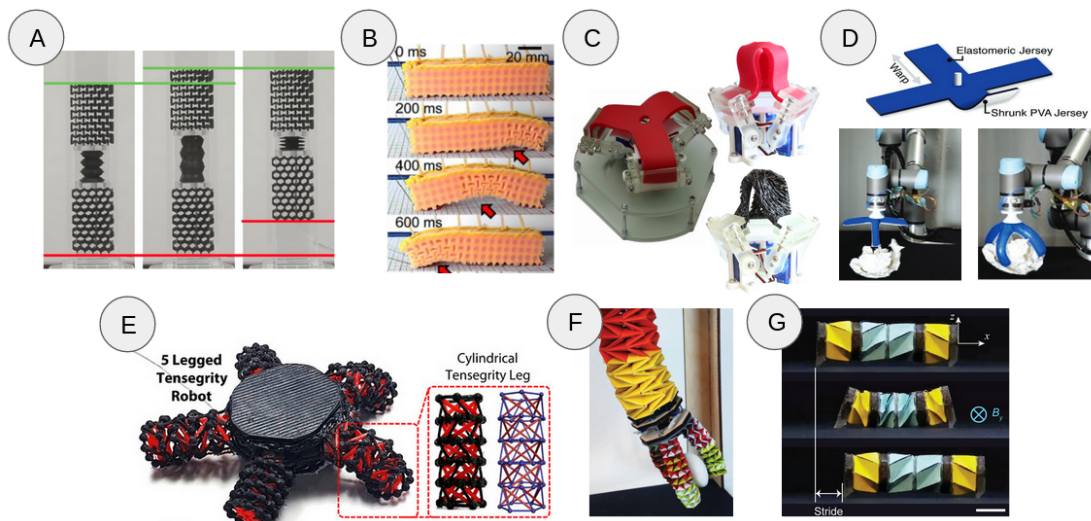 A
B
0 ms
20 mm
200 ms
400 ms
600 ms
C
D
Elastomeric Jersey
Warp
Shrunk PVA Jersey
E
5 Legged
Tensegrity
Robot
Cylindrical
Tensegrity Leg
F
G
z
x
B_y
Stride